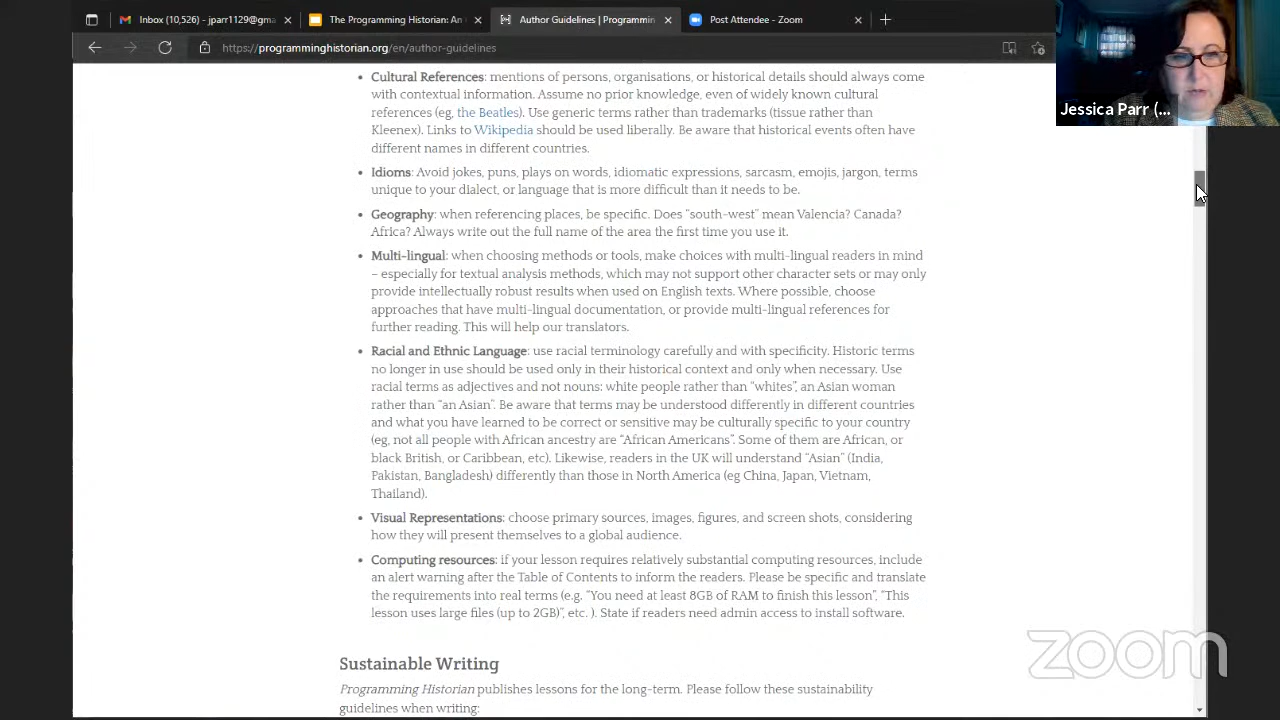 Inbox (10,526) - jparr1129@gma
The Programming Historian: An
Author Guidelines | Programmin
Post Attendee - Zoom
https://programminghistorian.org/en/author-guidelines
Jessica Parr (...
Cultural References: mentions of persons, organisations, or historical details should always come
with contextual information. Assume no prior knowledge, even of widely known cultural
references (eg, the Beatles). Use generic terms rather than trademarks (tissue rather than
Kleenex). Links to Wikipedia should be used liberally. Be aware that historical events often have
different names in different countries.
Idioms: Avoid jokes, puns, plays on words, idiomatic expressions, sarcasm, emojis, jargon, terms
unique to your dialect, or language that is more difficult than it needs to be.
Geography: when referencing places, be specific. Does “south-west” mean Valencia? Canada?
Africa? Always write out the full name of the area the first time you use it.
Multi-lingual: when choosing methods or tools, make choices with multi-lingual readers in mind
– especially for textual analysis methods, which may not support other character sets or may only
provide intellectually robust results when used on English texts. Where possible, choose
approaches that have multi-lingual documentation, or provide multi-lingual references for
further reading. This will help our translators.
Racial and Ethnic Language: use racial terminology carefully and with specificity. Historic terms
no longer in use should be used only in their historical context and only when necessary. Use
racial terms as adjectives and not nouns: white people rather than “whites”, an Asian woman
rather than “an Asian”. Be aware that terms may be understood differently in different countries
and what you have learned to be correct or sensitive may be culturally specific to your country
(eg, not all people with African ancestry are “African Americans”. Some of them are African, or
black British, or Caribbean, etc). Likewise, readers in the UK will understand “Asian” (India,
Pakistan, Bangladesh) differently than those in North America (eg China, Japan, Vietnam,
Thailand).
Visual Representations: choose primary sources, images, figures, and screen shots, considering
how they will present themselves to a global audience.
Computing resources: if your lesson requires relatively substantial computing resources, include
an alert warning after the Table of Contents to inform the readers. Please be specific and translate
the requirements into real terms (e.g. “You need at least 8GB of RAM to finish this lesson”, “This
lesson uses large files (up to 2GB)”, etc. ). State if readers need admin access to install software.
Sustainable Writing
Programming Historian publishes lessons for the long-term. Please follow these sustainability
guidelines when writing:
zoom